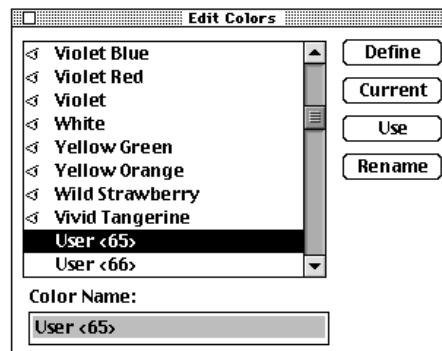 Edit Colors
Violet Blue
Violet Red
Violet
White
Yellow Green
Yellow Orange
Wild Strawberry
Vivid Tangerine
User <65>
User <66>
Define
Current
Use
Rename
Color Name:
User <65>